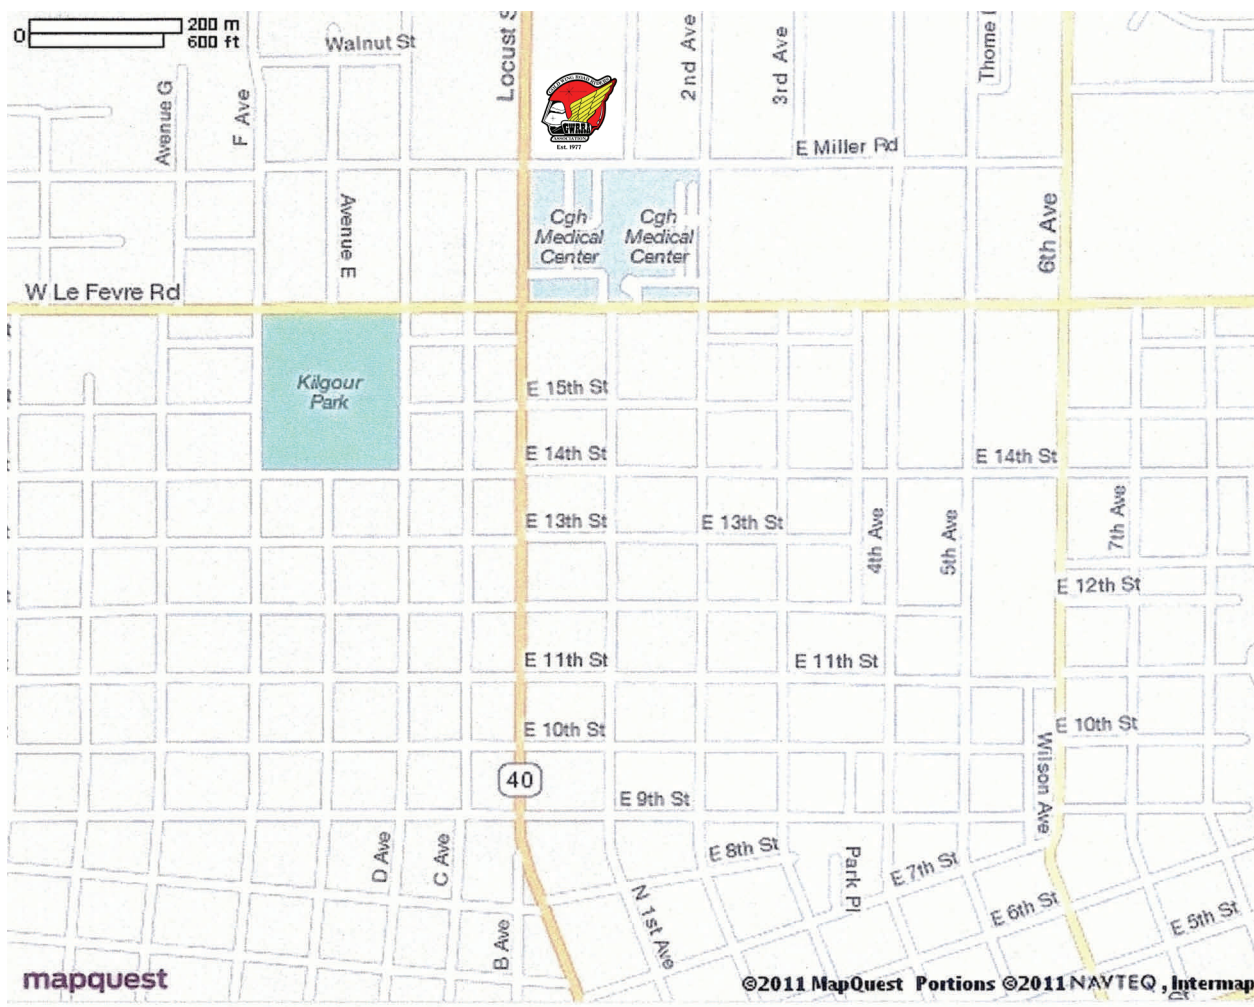 0
200 m
600 ft
Walnut St
Avenue G
F Ave
Avenue E
Locust S
2nd Ave
3rd Ave
GWRRA
ASSOCIATION
Est. 1977
E Miller Rd
6th Ave
Cgh
Medical
Center
Cgh
Medical
Center
W Le Fevre Rd
Kilgour
Park
E 15th St
E 14th St
E 14th St
E 13th St
E 13th St
4th Ave
5th Ave
7th Ave
E 12th St
E 11th St
E 11th St
E 10th St
E 10th St
Wilson Ave
40
E 9th St
D Ave
C Ave
E 8th St
Park Pl
E 7th St
N 1st Ave
E 6th St
E 5th St
B Ave
mapquest
©2011 MapQuest Portions ©2011 NAVTEQ, Intermap